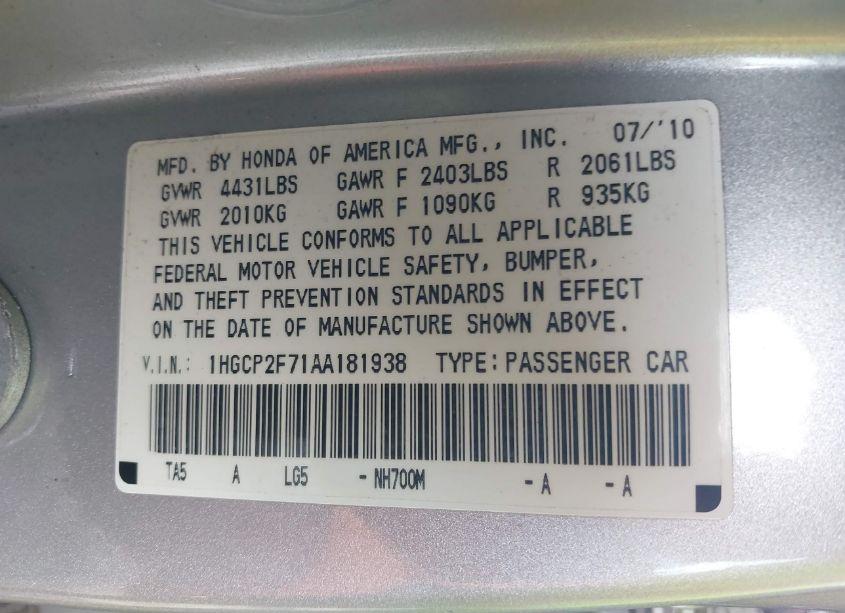 MFD. BY HONDA OF AMERICA MFG., INC. 07/'10
GVWR 4431LBS GAWR F 2403LBS R 2061LBS
GVWR 2010KG GAWR F 1090KG R 935KG
THIS VEHICLE CONFORMS TO ALL APPLICABLE
FEDERAL MOTOR VEHICLE SAFETY, BUMPER,
AND THEFT PREVENTION STANDARDS IN EFFECT
ON THE DATE OF MANUFACTURE SHOWN ABOVE.
V.I.N.: 1HGCP2F71AA181938 TYPE: PASSENGER CAR
TA5 A LG5 - NH700M - A - A